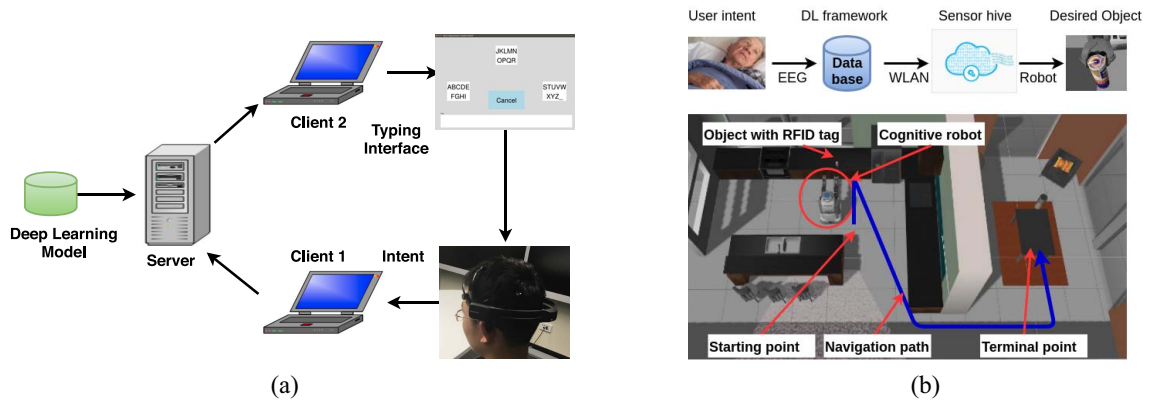 JKLMN
OPQR
ABCDE
FGHI
STUVW
XYZ_
Cancel
Client 2
Typing
Interface
Deep Learning
Model
Server
Client 1
Intent
(a)
User intent
DL framework
Sensor hive
Desired Object
EEG
Data
base
WLAN
Robot
Object with RFID tag
Cognitive robot
Starting point
Navigation path
Terminal point
(b)